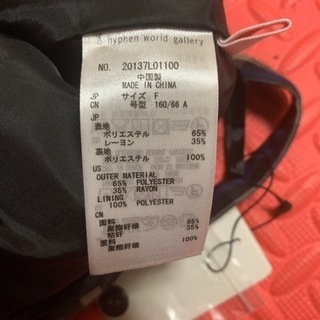 hyphen world gallery
NO. 20137L01100
中国製
MADE IN CHINA
JP サイズ F
CN 号型 160/66 A
JP
表地
ポリエステル 65%
レーヨン 35%
裏地
ポリエステル 100%
US
OUTER MATERIAL
65% POLYESTER
35% RAYON
LINING
100% POLYESTER
CN
面料
聚酯纤维 65%
粘纤 35%
里料
聚酯纤维 100%